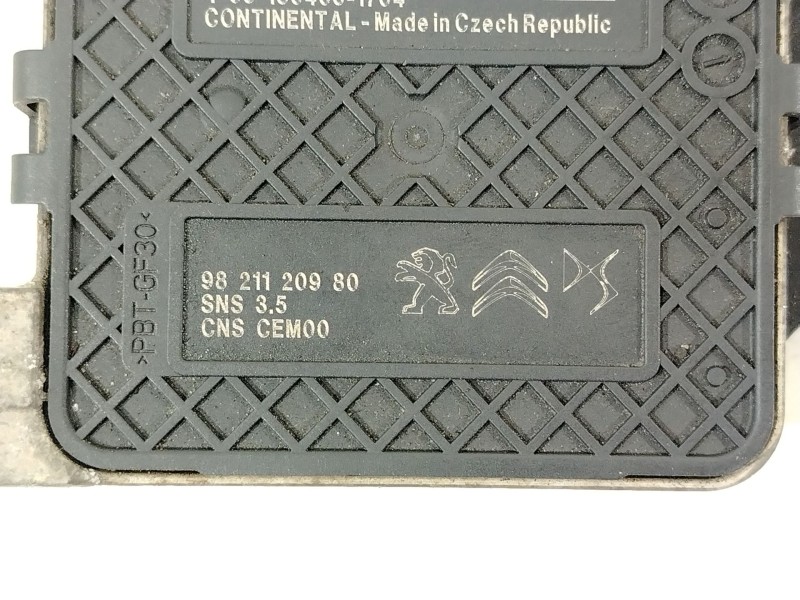 CONTINENTAL - Made in Czech Republic
>PBT-GF30<
98 211 209 80
SNS 3.5
CNS CEM00